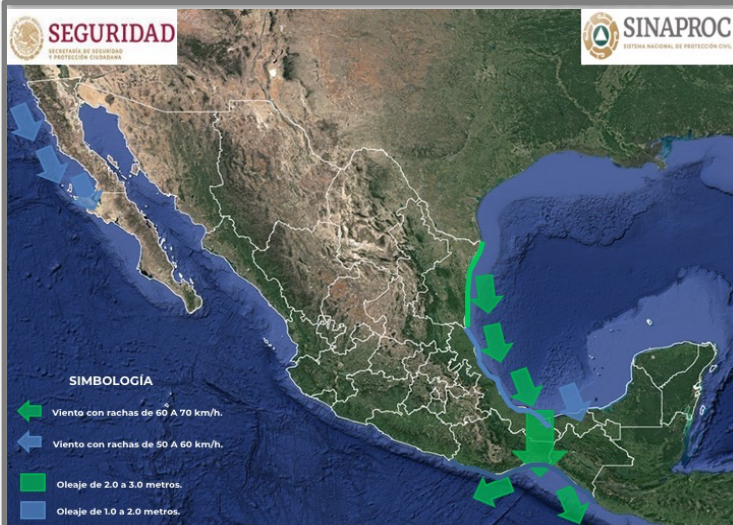 SEGURIDAD
SECRETARÍA DE SEGURIDAD
Y PROTECCIÓN CIUDADANA
SINAPROC
SISTEMA NACIONAL DE PROTECCIÓN CIVIL
SIMBOLOGÍA
Viento con rachas de 60 A 70 km/h.
Viento con rachas de 50 A 60 km/h.
Oleaje de 2.0 a 3.0 metros.
Oleaje de 1.0 a 2.0 metros.